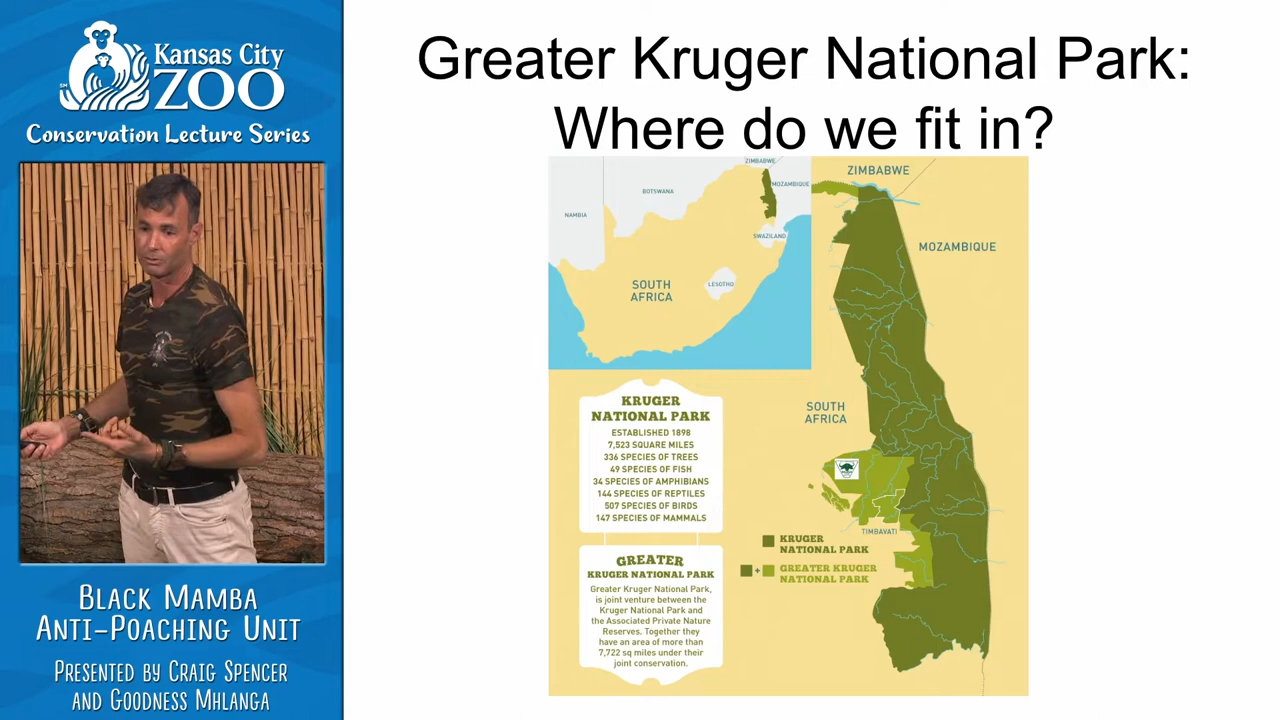 Kansas City
ZOO
SM
Conservation Lecture Series
BLACK MAMBA
ANTI-POACHING UNIT
PRESENTED BY CRAIG SPENCER
AND GOODNESS MHLANGA
Greater Kruger National Park:
Where do we fit in?
ZIMBABWE
BOTSWANA
MOZAMBIQUE
NAMBIA
SWAZILAND
SOUTH
AFRICA
LESOTHO
ZIMBABWE
MOZAMBIQUE
SOUTH
AFRICA
TIMBAVATI
KRUGER
NATIONAL PARK
ESTABLISHED 1898
7,523 SQUARE MILES
336 SPECIES OF TREES
49 SPECIES OF FISH
34 SPECIES OF AMPHIBIANS
144 SPECIES OF REPTILES
507 SPECIES OF BIRDS
147 SPECIES OF MAMMALS
GREATER
KRUGER NATIONAL PARK
Greater Kruger National Park,
is joint venture between the
Kruger National Park and
the Associated Private Nature
Reserves. Together they
have an area of more than
7,722 sq miles under their
joint conservation.
KRUGER
NATIONAL PARK
+ GREATER KRUGER
NATIONAL PARK